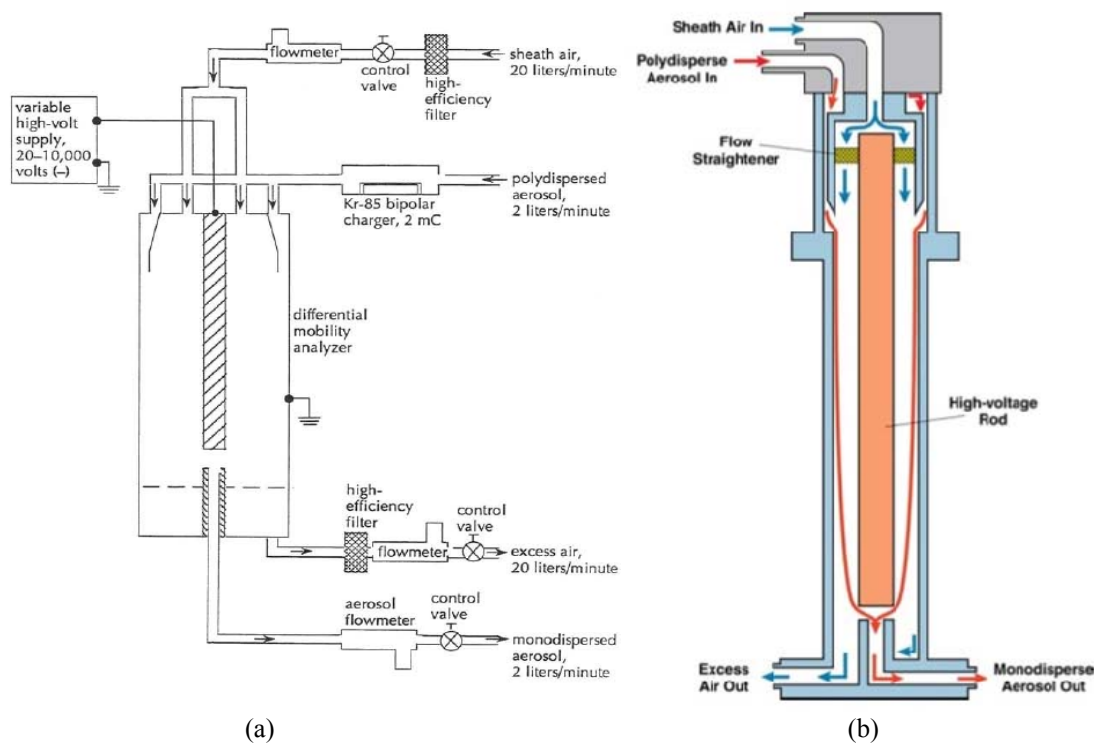 flowmeter
control
valve
high-
efficiency
filter
sheath air,
20 liters/minute
variable
high-volt
supply,
20–10,000
volts (–)
Kr-85 bipolar
charger, 2 mC
polydispersed
aerosol,
2 liters/minute
differential
mobility
analyzer
high-
efficiency
filter
flowmeter
control
valve
excess air,
20 liters/minute
aerosol
flowmeter
control
valve
monodispersed
aerosol,
2 liters/minute
(a)
Sheath Air In
Polydisperse
Aerosol In
Flow
Straightener
High-voltage
Rod
Excess
Air Out
Monodisperse
Aerosol Out
(b)